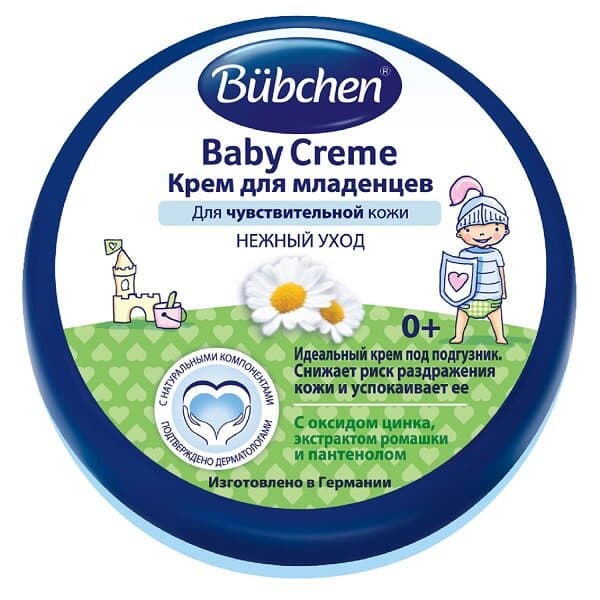 Bübchen®
Baby Creme
Крем для младенцев
Для чувствительной кожи
НЕЖНЫЙ УХОД
0+
Идеальный крем под подгузник.
Снижает риск раздражения
кожи и успокаивает ее
С НАТУРАЛЬНЫМИ КОМПОНЕНТАМИ
ПОДТВЕРЖДЕНО ДЕРМАТОЛОГАМИ
С оксидом цинка,
экстрактом ромашки
и пантенолом
Изготовлено в Германии